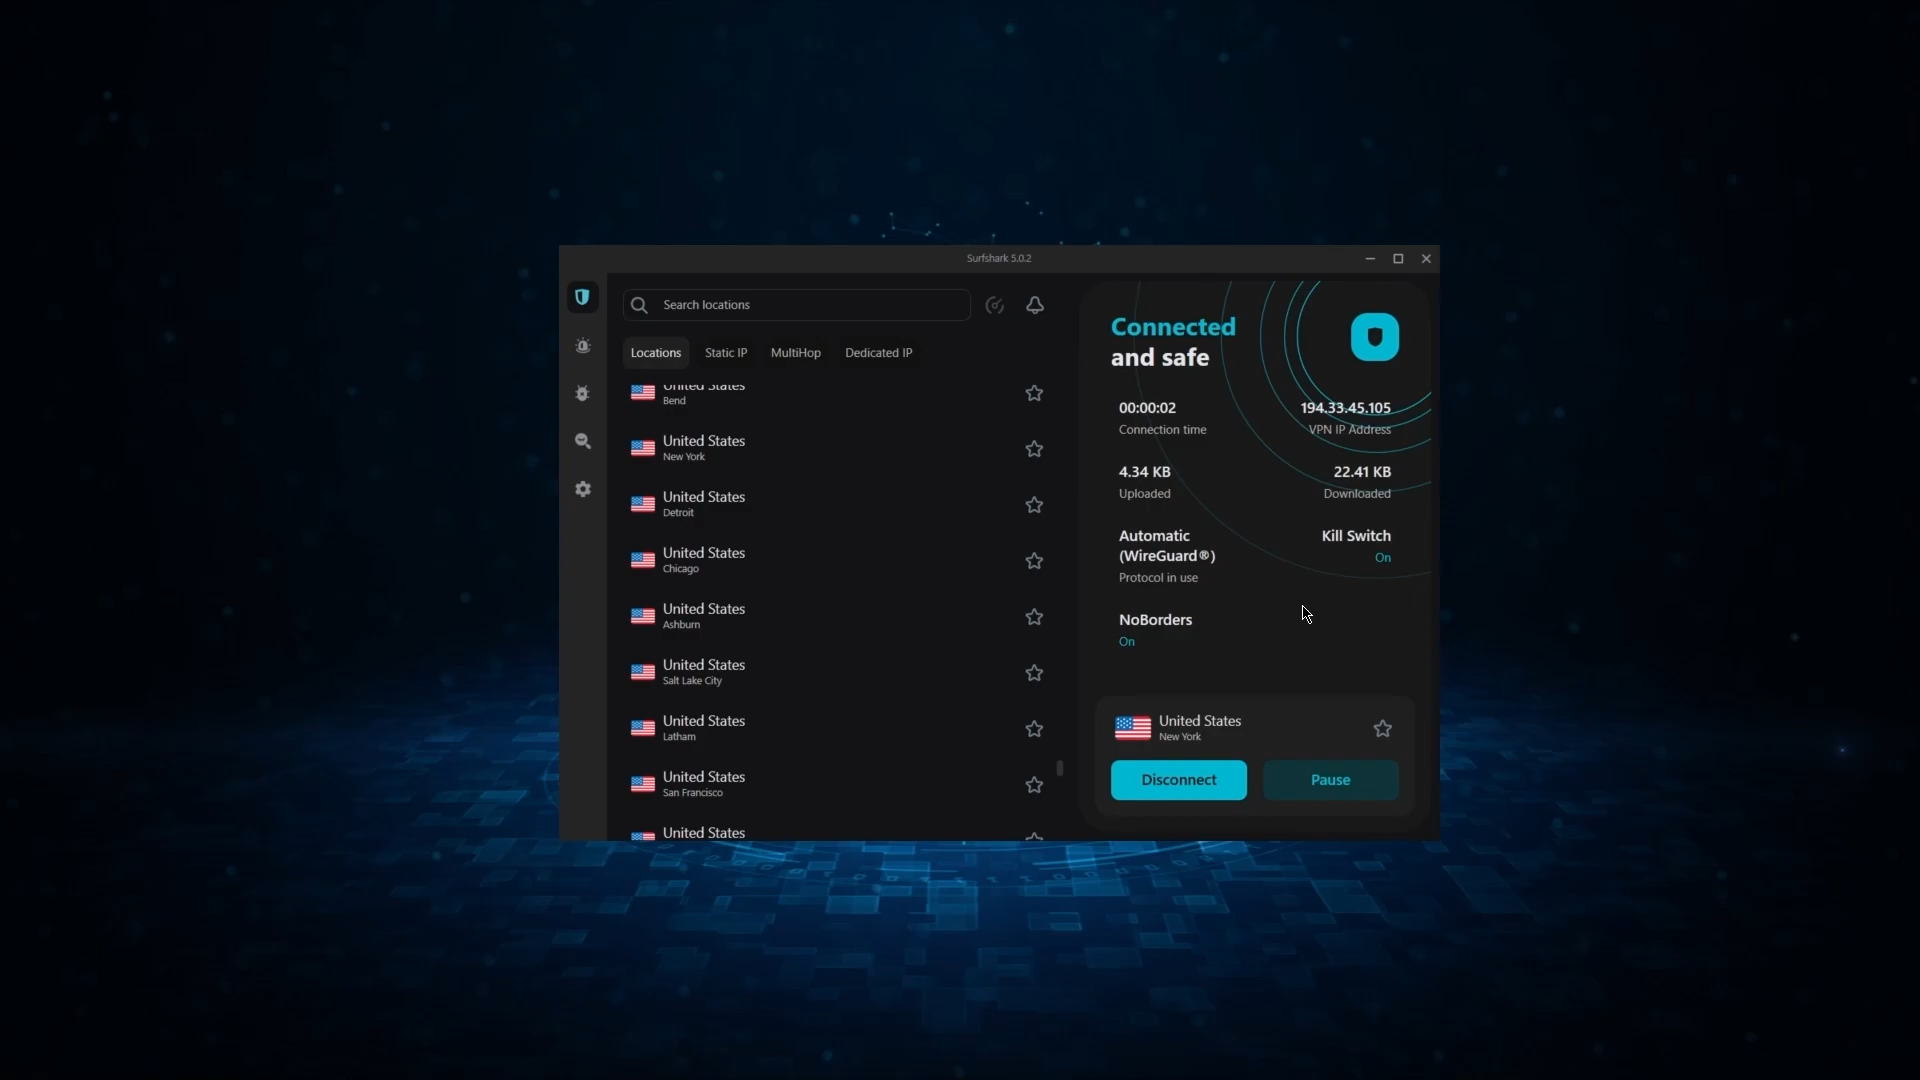 Surfshark 5.0.2
Search locations
Locations
Static IP
MultiHop
Dedicated IP
United States
Bend
United States
New York
United States
Detroit
United States
Chicago
United States
Ashburn
United States
Salt Lake City
United States
Latham
United States
San Francisco
United States
Connected
and safe
00:00:02
Connection time
194.33.45.105
VPN IP Address
4.34 KB
Uploaded
22.41 KB
Downloaded
Automatic
(WireGuard®)
Protocol in use
Kill Switch
On
NoBorders
On
United States
New York
Disconnect
Pause